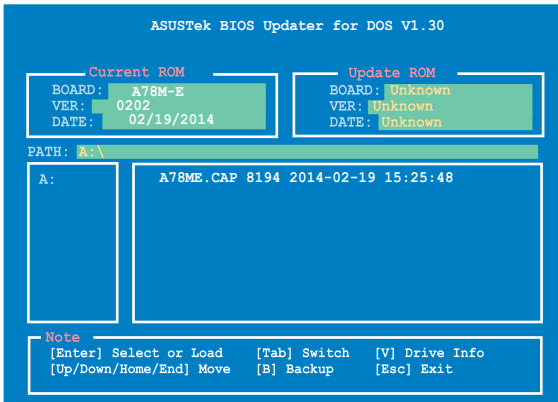 ASUSTek BIOS Updater for DOS V1.30
Current ROM
BOARD: A78M-E
VER: 0202
DATE: 02/19/2014
Update ROM
BOARD: Unknown
VER: Unknown
DATE: Unknown
PATH: A:\
A:
A78ME.CAP 8194 2014-02-19 15:25:48
Note
[Enter] Select or Load [Tab] Switch [V] Drive Info
[Up/Down/Home/End] Move [B] Backup [Esc] Exit